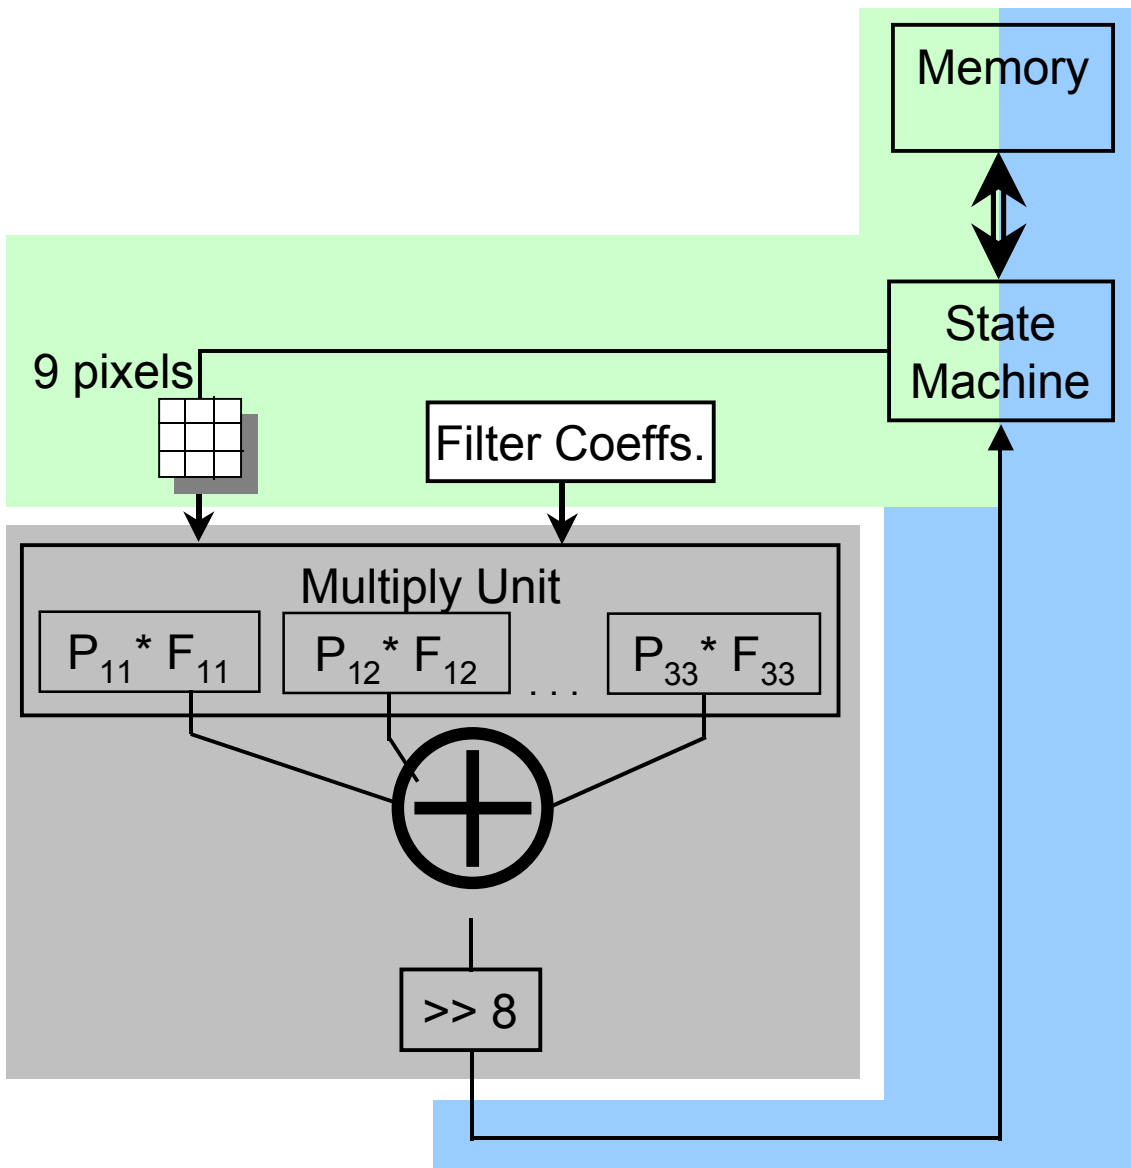 Memory
State
Machine
9 pixels
Filter Coeffs.
Multiply Unit
P₁₁* F₁₁
P₁₂* F₁₂
. . .
P₃₃* F₃₃
>> 8